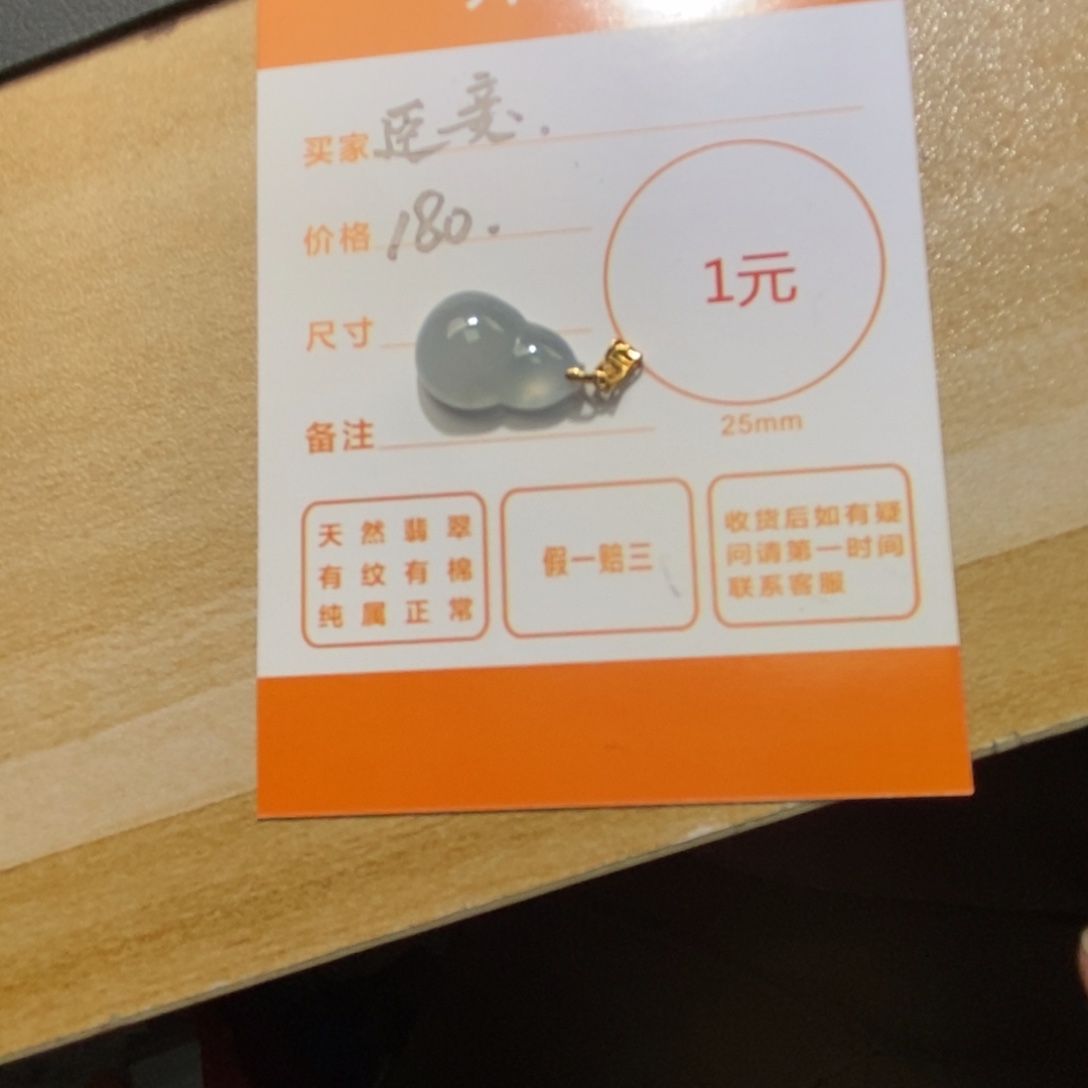 买家 臣妾.
价格 180.
尺寸
备注
1元
25mm
天然翡翠
有纹有棉
纯属正常
假一赔三
收货后如有疑
问请第一时间
联系客服